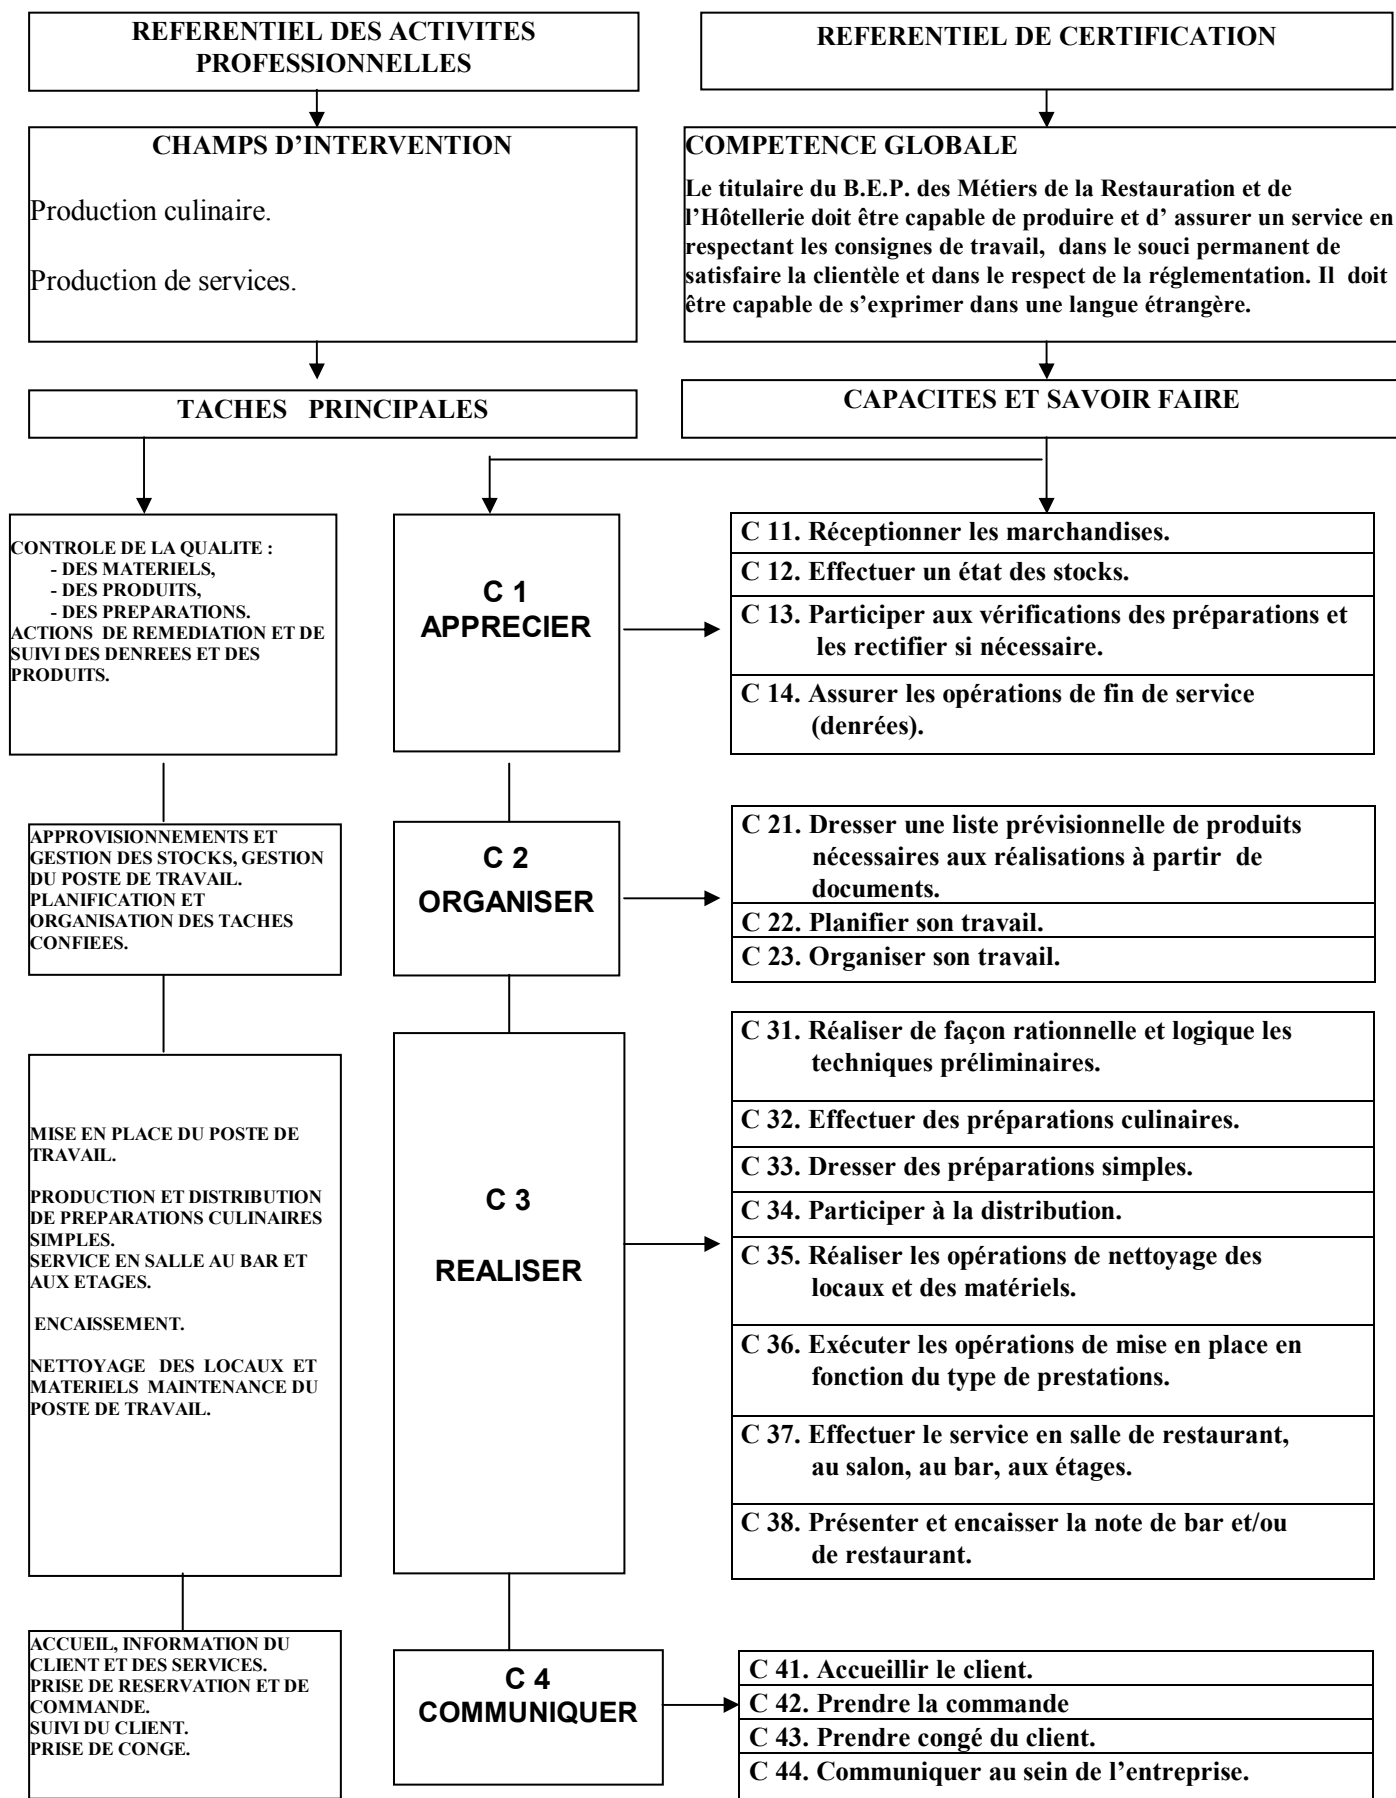 REFERENTIEL DES ACTIVITES
PROFESSIONNELLES
REFERENTIEL DE CERTIFICATION
CHAMPS D’INTERVENTION
Production culinaire.
Production de services.
COMPETENCE GLOBALE
Le titulaire du B.E.P. des Métiers de la Restauration et de
l’Hôtellerie doit être capable de produire et d’ assurer un service en
respectant les consignes de travail, dans le souci permanent de
satisfaire la clientèle et dans le respect de la réglementation. Il doit
être capable de s’exprimer dans une langue étrangère.
TACHES PRINCIPALES
CAPACITES ET SAVOIR FAIRE
CONTROLE DE LA QUALITE :
- DES MATERIELS,
- DES PRODUITS,
- DES PREPARATIONS.
ACTIONS DE REMEDIATION ET DE
SUIVI DES DENREES ET DES
PRODUITS.
C 1
APPRECIER
C 11. Réceptionner les marchandises.
C 12. Effectuer un état des stocks.
C 13. Participer aux vérifications des préparations et
les rectifier si nécessaire.
C 14. Assurer les opérations de fin de service
(denrées).
APPROVISIONNEMENTS ET
GESTION DES STOCKS, GESTION
DU POSTE DE TRAVAIL.
PLANIFICATION ET
ORGANISATION DES TACHES
CONFIEES.
C 2
ORGANISER
C 21. Dresser une liste prévisionnelle de produits
nécessaires aux réalisations à partir de
documents.
C 22. Planifier son travail.
C 23. Organiser son travail.
MISE EN PLACE DU POSTE DE
TRAVAIL.
PRODUCTION ET DISTRIBUTION
DE PREPARATIONS CULINAIRES
SIMPLES.
SERVICE EN SALLE AU BAR ET
AUX ETAGES.
ENCAISSEMENT.
NETTOYAGE DES LOCAUX ET
MATERIELS MAINTENANCE DU
POSTE DE TRAVAIL.
C 3
REALISER
C 31. Réaliser de façon rationnelle et logique les
techniques préliminaires.
C 32. Effectuer des préparations culinaires.
C 33. Dresser des préparations simples.
C 34. Participer à la distribution.
C 35. Réaliser les opérations de nettoyage des
locaux et des matériels.
C 36. Exécuter les opérations de mise en place en
fonction du type de prestations.
C 37. Effectuer le service en salle de restaurant,
au salon, au bar, aux étages.
C 38. Présenter et encaisser la note de bar et/ou
de restaurant.
ACCUEIL, INFORMATION DU
CLIENT ET DES SERVICES.
PRISE DE RESERVATION ET DE
COMMANDE.
SUIVI DU CLIENT.
PRISE DE CONGE.
C 4
COMMUNIQUER
C 41. Accueillir le client.
C 42. Prendre la commande
C 43. Prendre congé du client.
C 44. Communiquer au sein de l’entreprise.